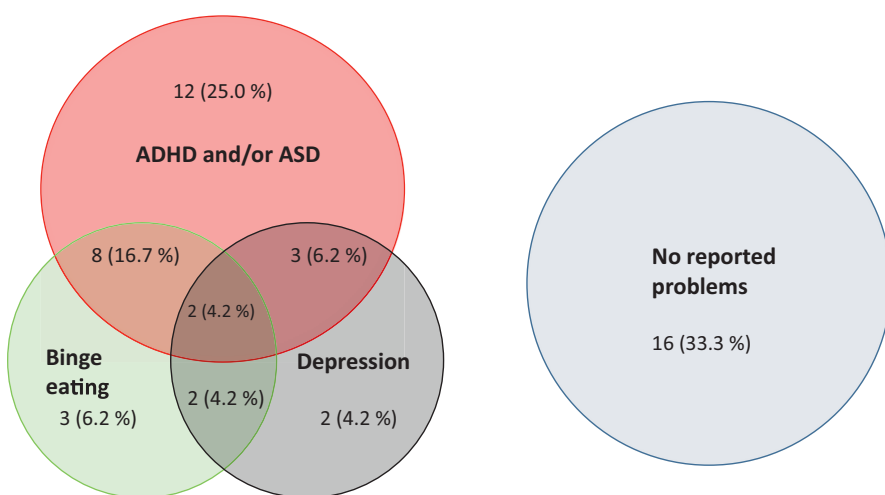 12 (25.0 %)
ADHD and/or ASD
8 (16.7 %)
3 (6.2 %)
2 (4.2 %)
Binge
eating
3 (6.2 %)
Depression
2 (4.2 %)
2 (4.2 %)
No reported
problems
16 (33.3 %)